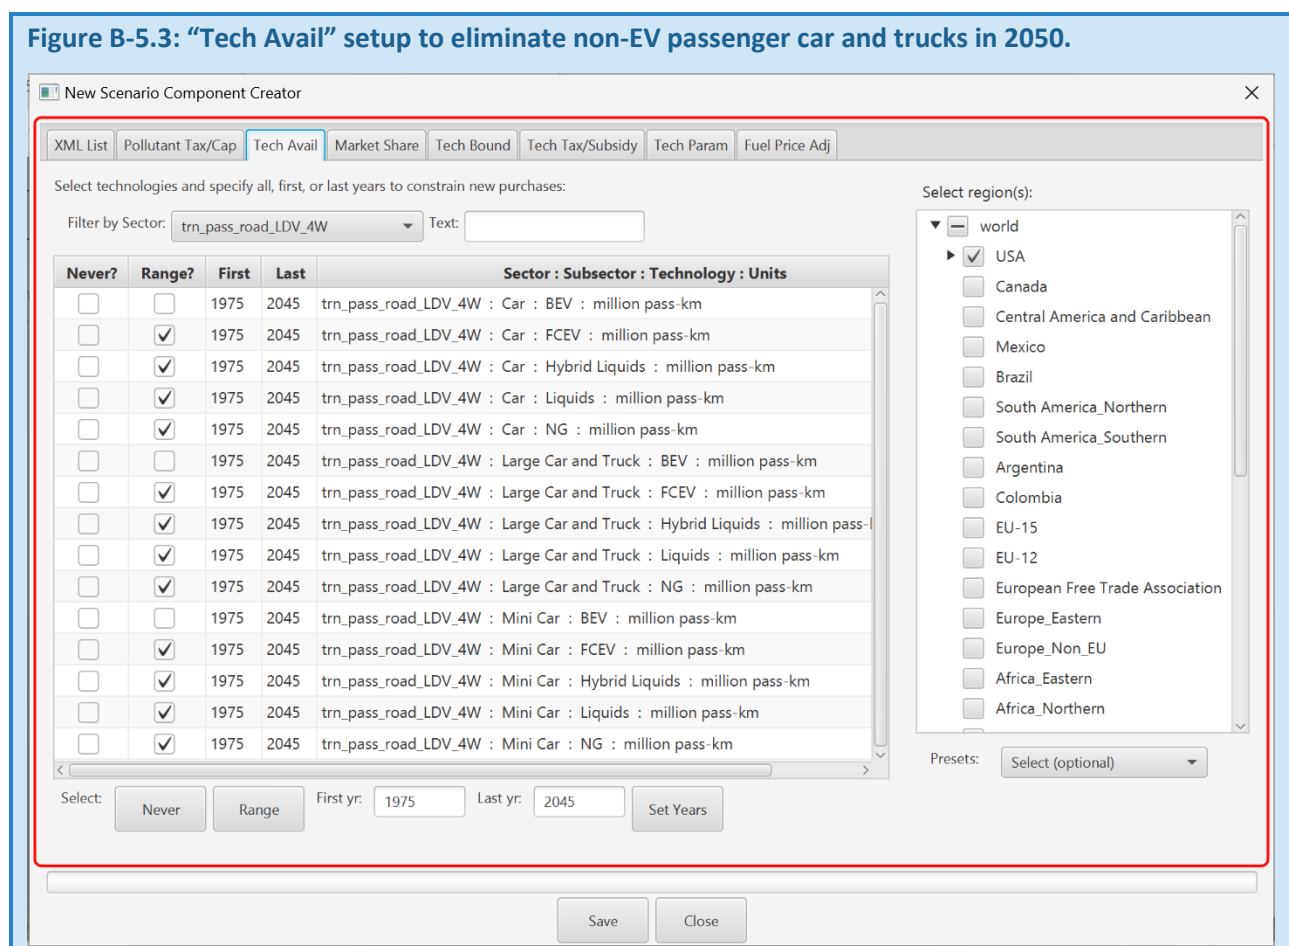 Figure B-5.3: “Tech Avail” setup to eliminate non-EV passenger car and trucks in 2050.
New Scenario Component Creator
XML List Pollutant Tax/Cap Tech Avail Market Share Tech Bound Tech Tax/Subsidy Tech Param Fuel Price Adj
Select technologies and specify all, first, or last years to constrain new purchases:
Filter by Sector: trn_pass_road_LDV_4W Text:
Never? Range? First Last Sector : Subsector : Technology : Units
1975 2045 trn_pass_road_LDV_4W : Car : BEV : million pass-km
1975 2045 trn_pass_road_LDV_4W : Car : FCEV : million pass-km
1975 2045 trn_pass_road_LDV_4W : Car : Hybrid Liquids : million pass-km
1975 2045 trn_pass_road_LDV_4W : Car : Liquids : million pass-km
1975 2045 trn_pass_road_LDV_4W : Car : NG : million pass-km
1975 2045 trn_pass_road_LDV_4W : Large Car and Truck : BEV : million pass-km
1975 2045 trn_pass_road_LDV_4W : Large Car and Truck : FCEV : million pass-km
1975 2045 trn_pass_road_LDV_4W : Large Car and Truck : Hybrid Liquids : million pass-
1975 2045 trn_pass_road_LDV_4W : Large Car and Truck : Liquids : million pass-km
1975 2045 trn_pass_road_LDV_4W : Large Car and Truck : NG : million pass-km
1975 2045 trn_pass_road_LDV_4W : Mini Car : BEV : million pass-km
1975 2045 trn_pass_road_LDV_4W : Mini Car : FCEV : million pass-km
1975 2045 trn_pass_road_LDV_4W : Mini Car : Hybrid Liquids : million pass-km
1975 2045 trn_pass_road_LDV_4W : Mini Car : Liquids : million pass-km
1975 2045 trn_pass_road_LDV_4W : Mini Car : NG : million pass-km
Select: Never Range First yr: 1975 Last yr: 2045 Set Years
Select region(s):
world
USA
Canada
Central America and Caribbean
Mexico
Brazil
South America_Northern
South America_Southern
Argentina
Colombia
EU-15
EU-12
European Free Trade Association
Europe_Eastern
Europe_Non_EU
Africa_Eastern
Africa_Northern
Presets: Select (optional)
Save Close